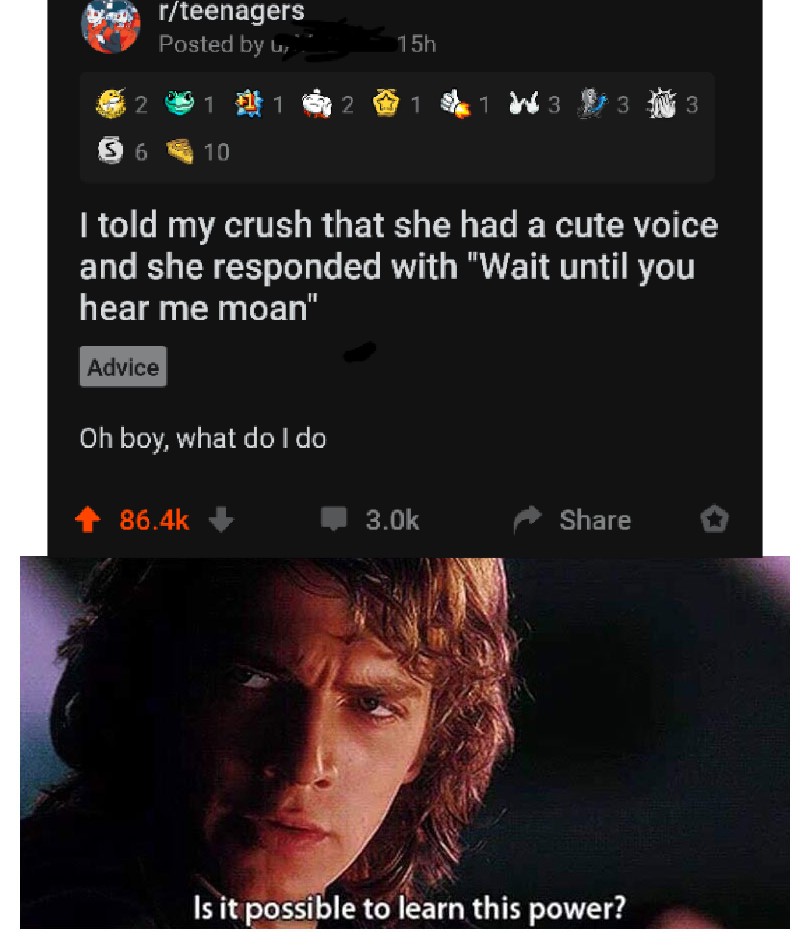 r/teenagers
Posted by u/ 15h
2 1 +1 1 2 1 1 3 3 3
S 6 10
I told my crush that she had a cute voice
and she responded with "Wait until you
hear me moan"
Advice
Oh boy, what do I do
86.4k 3.0k Share
Is it possible to learn this power?